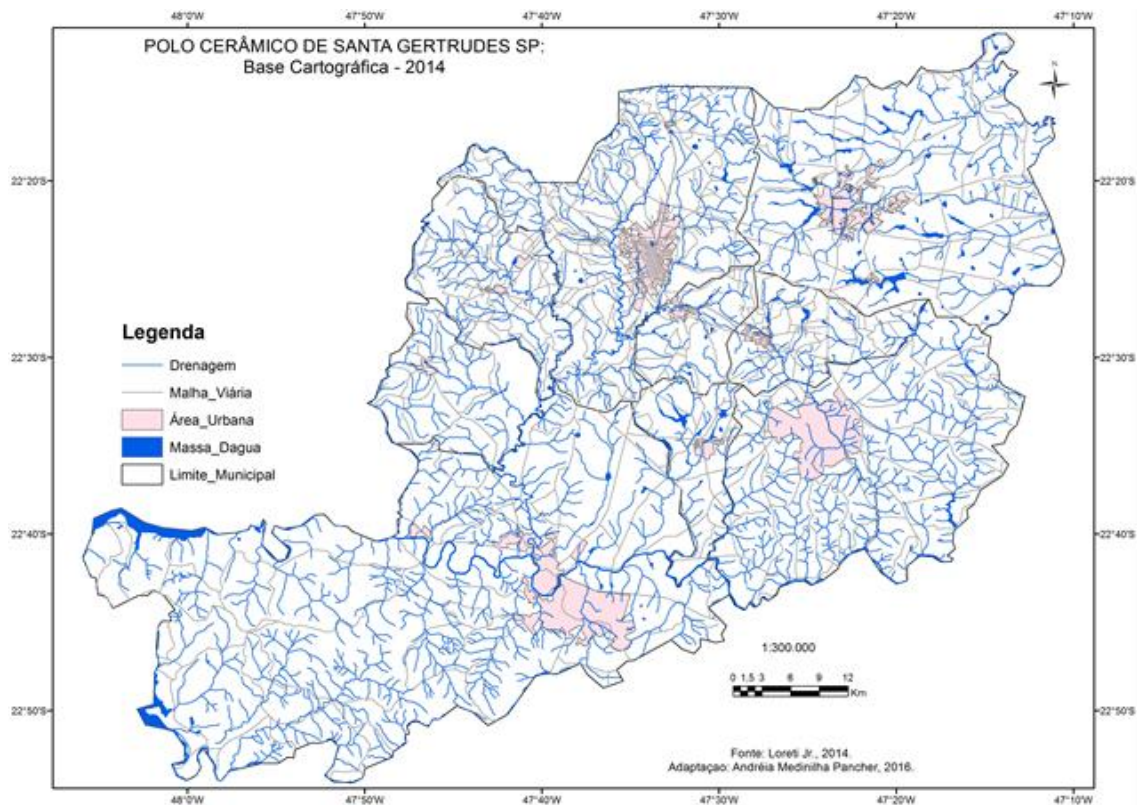 48°0'W 47°50'W 47°40'W 47°30'W 47°20'W 47°10'W
POLO CERÂMICO DE SANTA GERTRUDES SP:
Base Cartográfica - 2014
N
22°20'S 22°20'S
Legenda
22°30'S 22°30'S
Drenagem
Malha_Viária
Área_Urbana
Massa_Dagua
Limite_Municipal
22°40'S 22°40'S
1:300.000
0 1,5 3 6 9 12
Km
22°50'S 22°50'S
Fonte: Loreti Jr., 2014.
Adaptaçao: Andréia Medinilha Pancher, 2016.
48°0'W 47°50'W 47°40'W 47°30'W 47°20'W 47°10'W